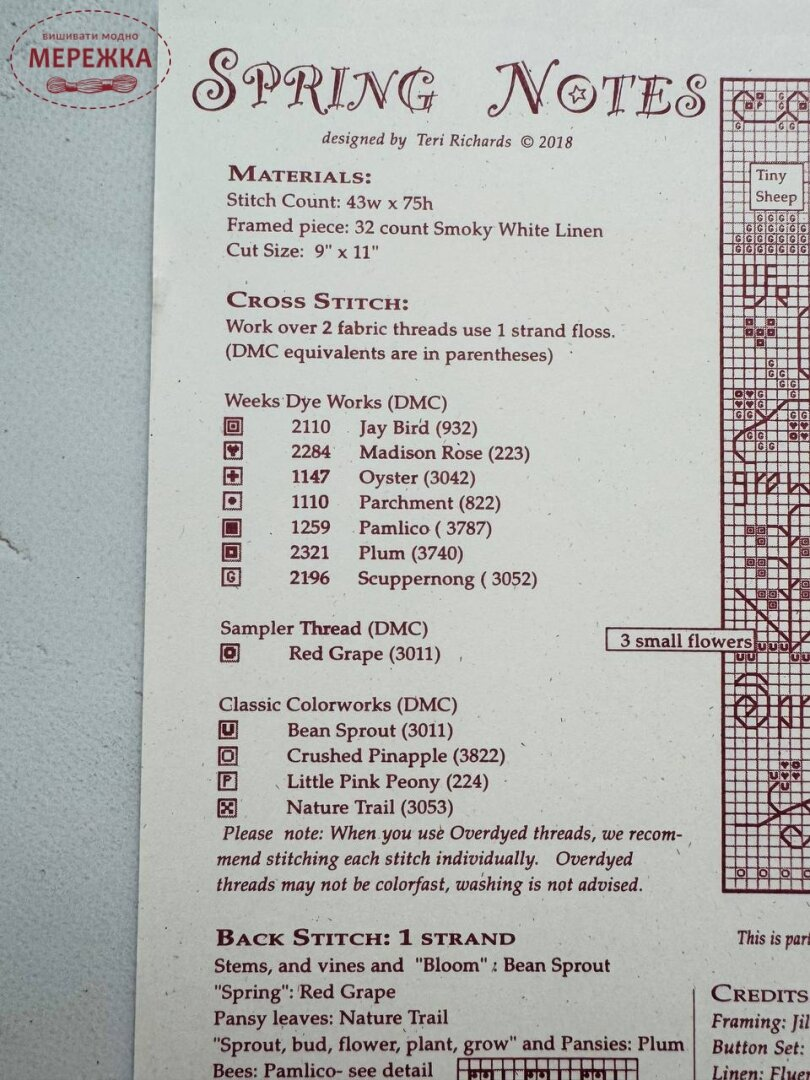 вишивати модно
МЕРЕЖКА
SPRING NOTES
designed by Teri Richards © 2018
MATERIALS:
Stitch Count: 43w x 75h
Framed piece: 32 count Smoky White Linen
Cut Size: 9" x 11"
CROSS STITCH:
Work over 2 fabric threads use 1 strand floss.
(DMC equivalents are in parentheses)
Weeks Dye Works (DMC)
2110 Jay Bird (932)
2284 Madison Rose (223)
1147 Oyster (3042)
1110 Parchment (822)
1259 Pamlico ( 3787)
2321 Plum (3740)
G 2196 Scuppernong ( 3052)
Sampler Thread (DMC)
Red Grape (3011)
Classic Colorworks (DMC)
U Bean Sprout (3011)
O Crushed Pinapple (3822)
P Little Pink Peony (224)
Nature Trail (3053)
Please note: When you use Overdyed threads, we recom-
mend stitching each stitch individually. Overdyed
threads may not be colorfast, washing is not advised.
BACK STITCH: 1 STRAND
Stems, and vines and "Bloom" : Bean Sprout
"Spring": Red Grape
Pansy leaves: Nature Trail
"Sprout, bud, flower, plant, grow" and Pansies: Plum
Bees: Pamlico- see detail
Tiny
Sheep
3 small flowers
This is par
CREDITS
Framing: Jil
Button Set:
Linen: